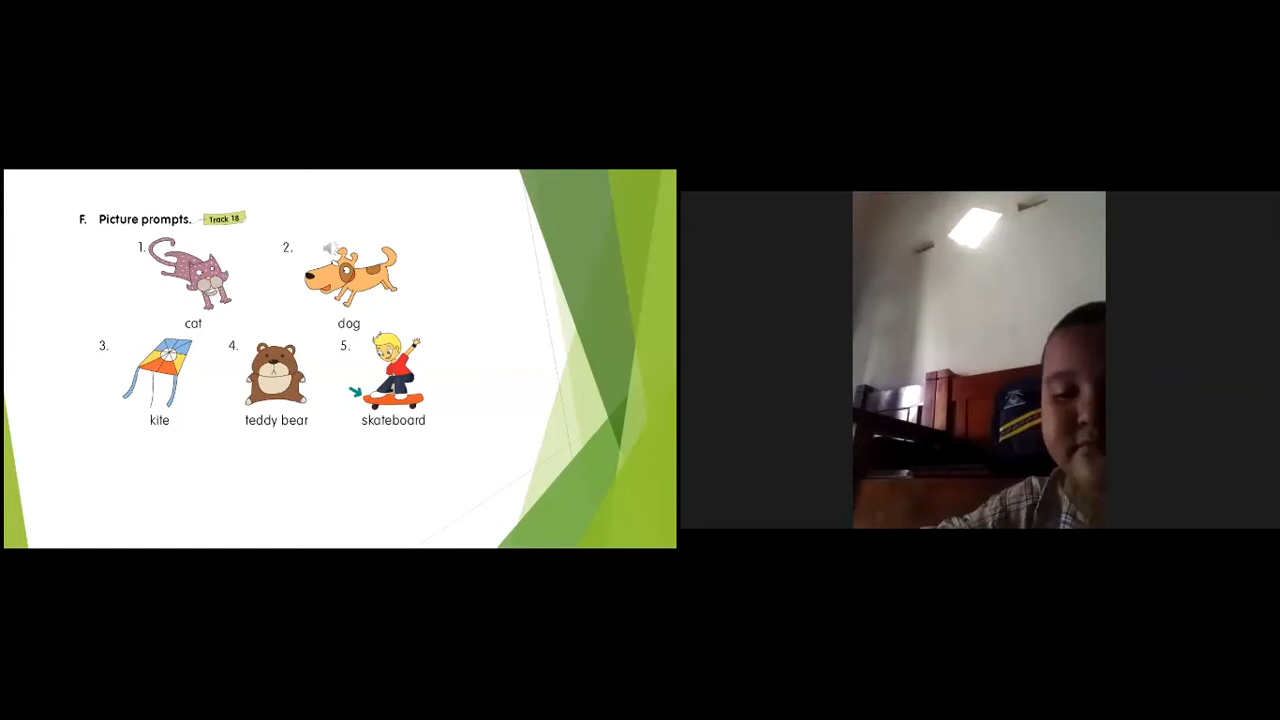 F. Picture prompts. Track 18
1. 2.
cat dog
3. 4. 5.
kite teddy bear skateboard